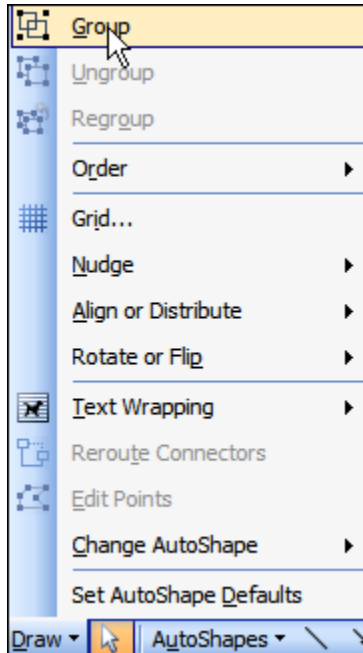 Group
Ungroup
Regroup
Order
Grid...
Nudge
Align or Distribute
Rotate or Flip
Text Wrapping
Reroute Connectors
Edit Points
Change AutoShape
Set AutoShape Defaults
Draw AutoShapes